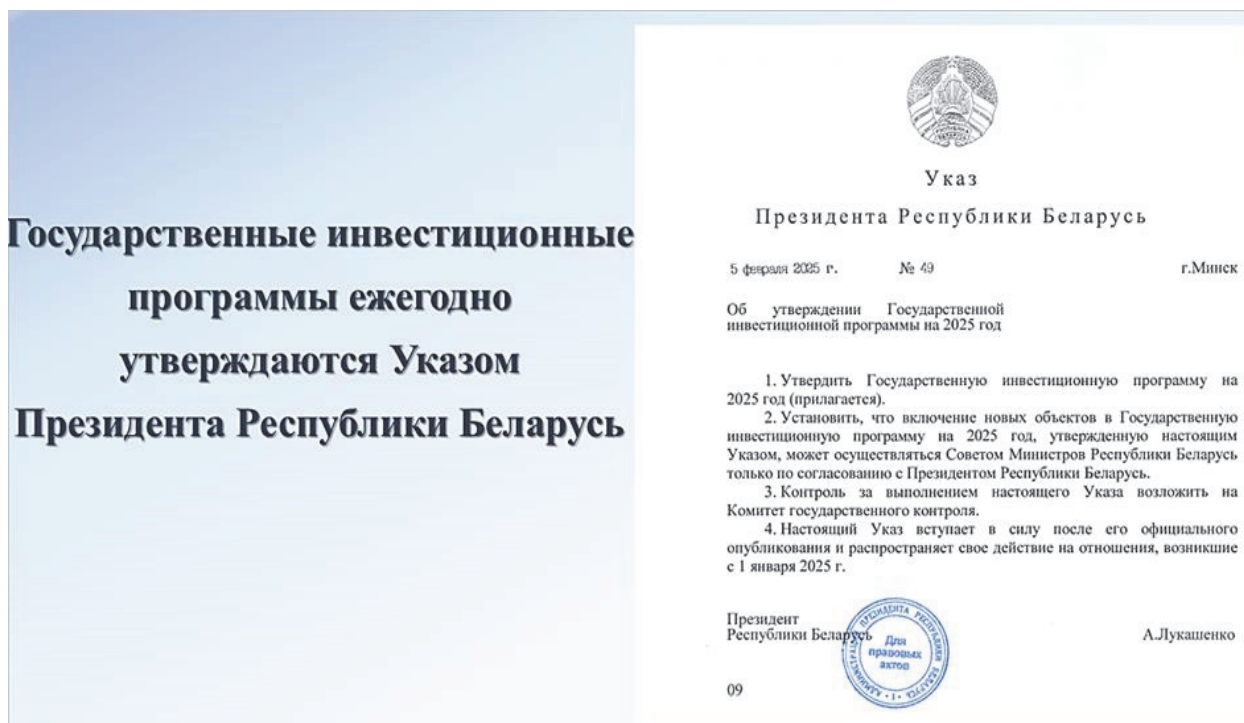 Государственные инвестиционные
программы ежегодно
утверждаются Указом
Президента Республики Беларусь
Указ
Президента Республики Беларусь
5 февраля 2025 г. № 49 г.Минск
Об утверждении Государственной
инвестиционной программы на 2025 год
1. Утвердить Государственную инвестиционную программу на
2025 год (прилагается).
2. Установить, что включение новых объектов в Государственную
инвестиционную программу на 2025 год, утвержденную настоящим
Указом, может осуществляться Советом Министров Республики Беларусь
только по согласованию с Президентом Республики Беларусь.
3. Контроль за выполнением настоящего Указа возложить на
Комитет государственного контроля.
4. Настоящий Указ вступает в силу после его официального
опубликования и распространяет свое действие на отношения, возникшие
с 1 января 2025 г.
Президент
Республики Беларусь А.Лукашенко
АДМИНИСТРАЦИЯ ПРЕЗИДЕНТА РЕСПУБЛИКИ БЕЛАРУСЬ • 1 •
Для
правовых
актов
09